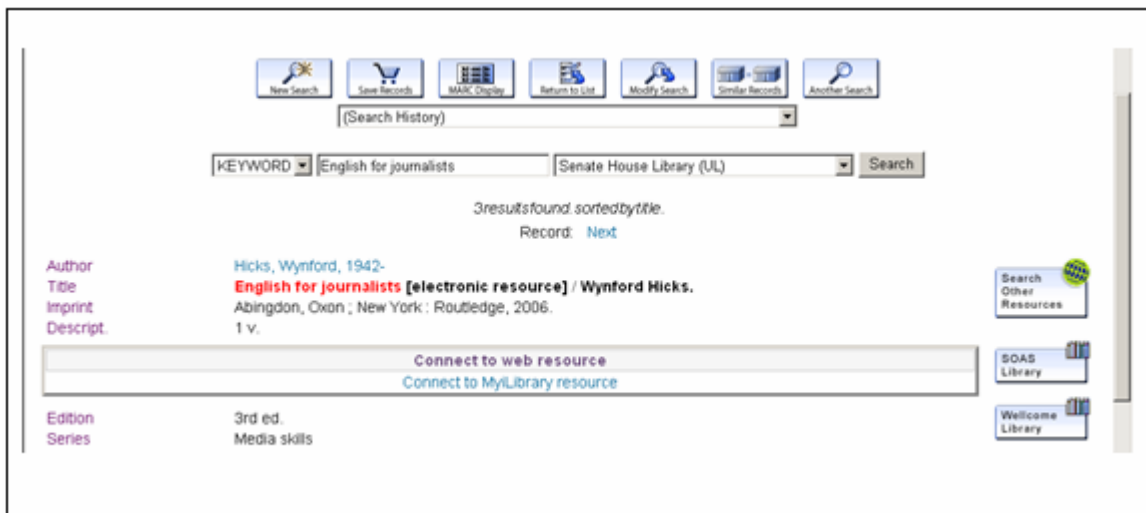 New Search Save Records MARC Display Return to List Modify Search Similar Records Another Search
(Search History)
KEYWORD English for journalists Senate House Library (UL) Search
3resultsfound.sortedbytitle.
Record: Next
Author Hicks, Wynford, 1942-
Title English for journalists [electronic resource] / Wynford Hicks.
Imprint Abingdon, Oxon ; New York : Routledge, 2006.
Descript. 1 v.
Search
Other
Resources
Connect to web resource
Connect to MyiLibrary resource
SOAS
Library
Edition 3rd ed.
Series Media skills
Wellcome
Library